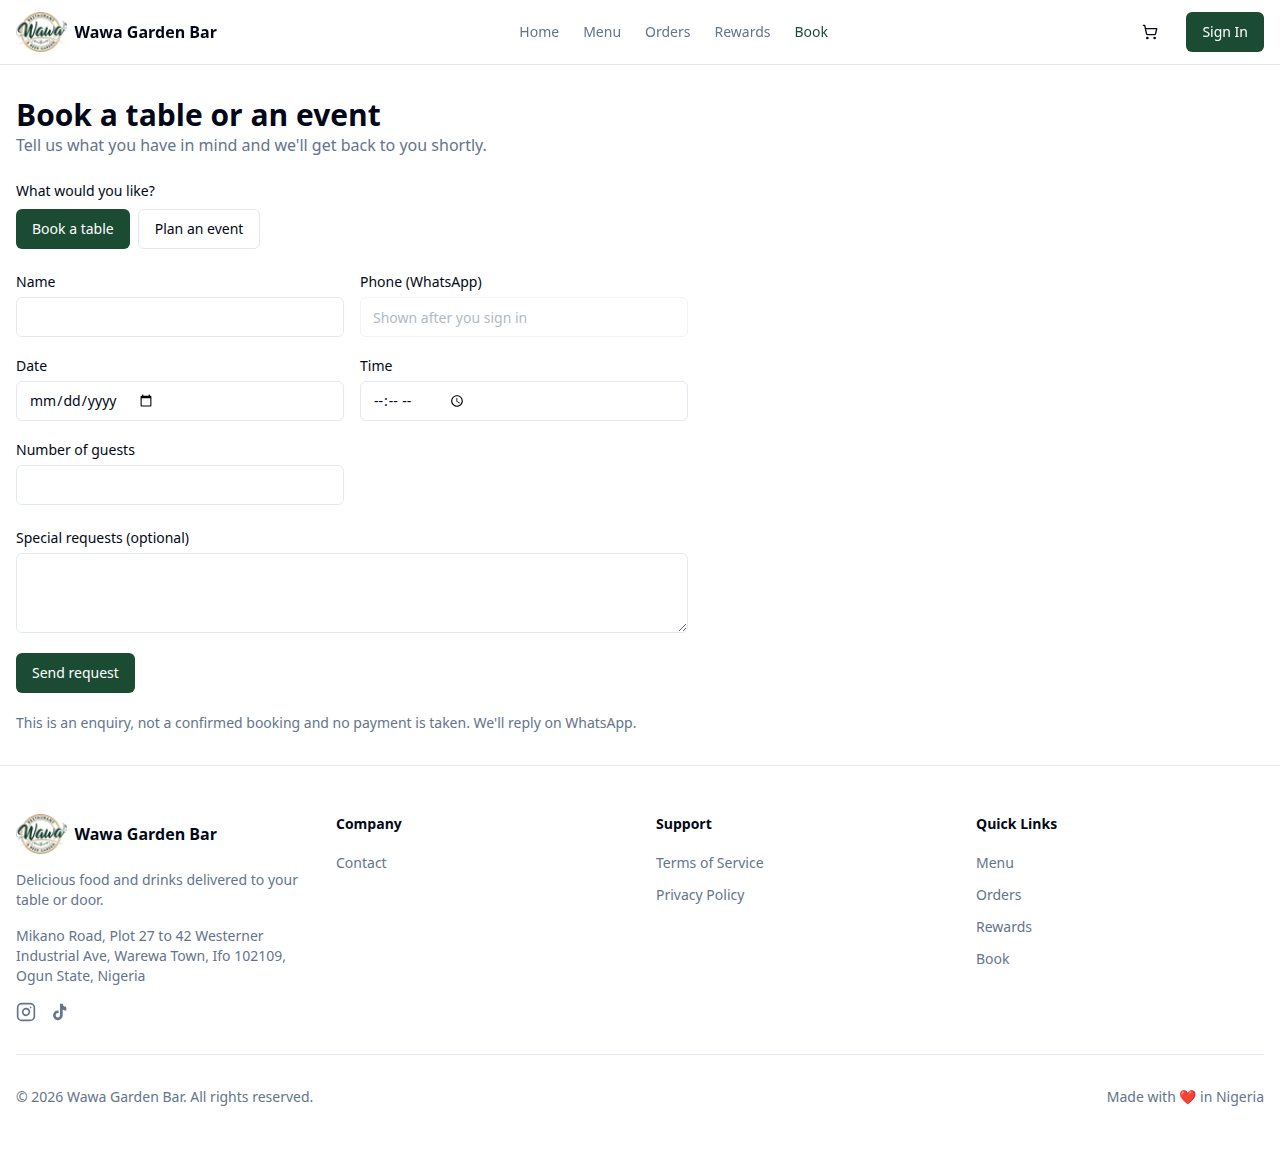 Wawa
Wawa Garden Bar
Home
Menu
Orders
Rewards
Book
Sign In
Book a table or an event
Tell us what you have in mind and we'll get back to you shortly.
What would you like?
Book a table
Plan an event
Name
Phone (WhatsApp)
Shown after you sign in
Date
Time
mm/dd/yyyy
--:-- --
Number of guests
Special requests (optional)
Send request
This is an enquiry, not a confirmed booking and no payment is taken. We'll reply on WhatsApp.
Wawa
Wawa Garden Bar
Delicious food and drinks delivered to your
table or door.
Mikano Road, Plot 27 to 42 Westerner
Industrial Ave, Warewa Town, Ifo 102109,
Ogun State, Nigeria
Company
Contact
Support
Terms of Service
Privacy Policy
Quick Links
Menu
Orders
Rewards
Book
© 2026 Wawa Garden Bar. All rights reserved.
Made with ❤️ in Nigeria